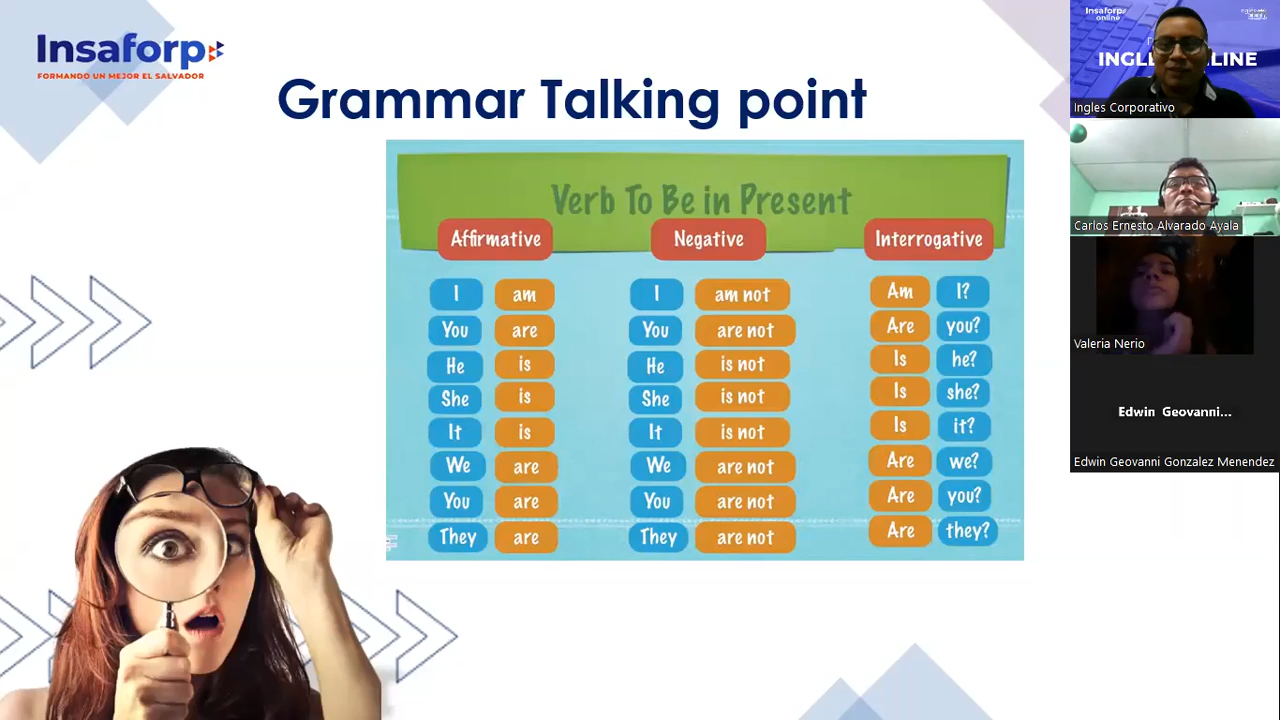 Insaforp
FORMANDO UN MEJOR EL SALVADOR
Grammar Talking point
Verb To Be in Present
Affirmative Negative Interrogative
I am I am not Am I?
You are You are not Are you?
He is He is not Is he?
She is She is not Is she?
It is It is not Is it?
We are We are not Are we?
You are You are not Are you?
They are They are not Are they?
Insaforp
online
INGL LINE
Ingles Corporativo
Carlos Ernesto Alvarado Ayala
Valeria Nerio
Edwin Geovanni...
Edwin Geovanni Gonzalez Menendez